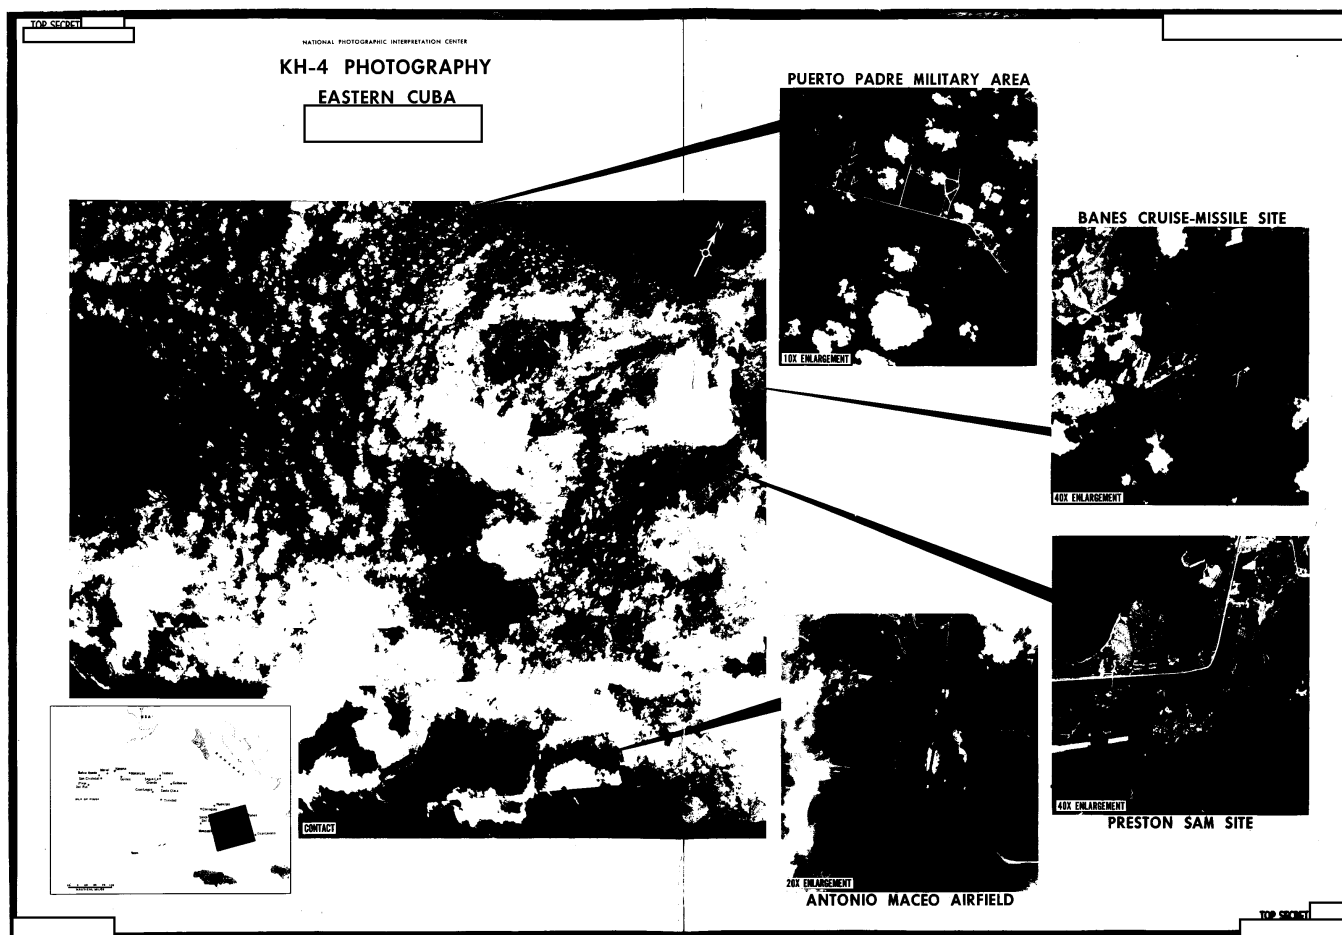 TOP SECRET
NATIONAL PHOTOGRAPHIC INTERPRETATION CENTER
KH-4 PHOTOGRAPHY
EASTERN CUBA
PUERTO PADRE MILITARY AREA
N
10X ENLARGEMENT
BANES CRUISE-MISSILE SITE
40X ENLARGEMENT
40X ENLARGEMENT
PRESTON SAM SITE
CONTACT
20X ENLARGEMENT
ANTONIO MACEO AIRFIELD
TOP SECRET